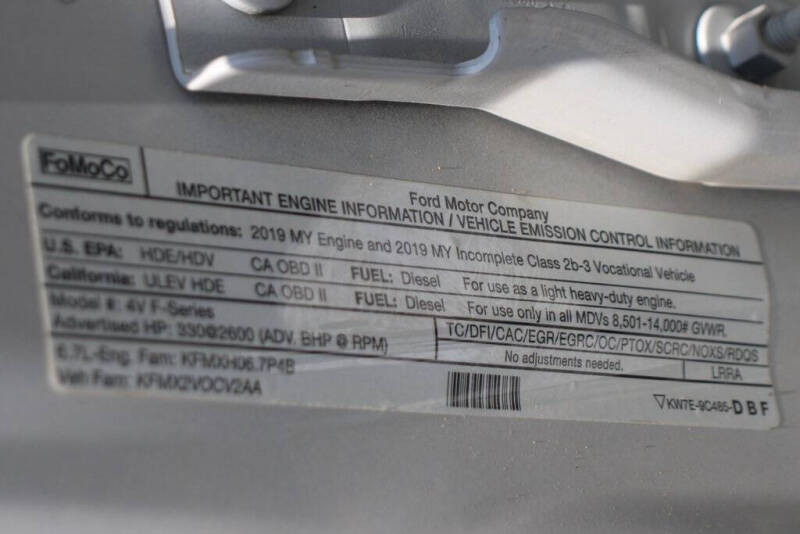 FoMoCo
Ford Motor Company
IMPORTANT ENGINE INFORMATION / VEHICLE EMISSION CONTROL INFORMATION
Conforms to regulations: 2019 MY Engine and 2019 MY Incomplete Class 2b-3 Vocational Vehicle
U.S. EPA: HDE/HDV CA OBD II FUEL: Diesel For use as a light heavy-duty engine.
California: ULEV HDE CA OBD II FUEL: Diesel For use only in all MDVs 8,501-14,000# GVWR.
Model #: 4V F-Series
Advertised HP: 330@2600 (ADV. BHP @ RPM) TC/DFI/CAC/EGR/EGRC/OC/PTOX/SCRC/NOXS/RDQS
6.7L-Eng. Fam: KFMXH06.7P4B No adjustments needed. LRRA
Veh Fam: KFMX2VOCV2AA
KW7E-9C485-DBF